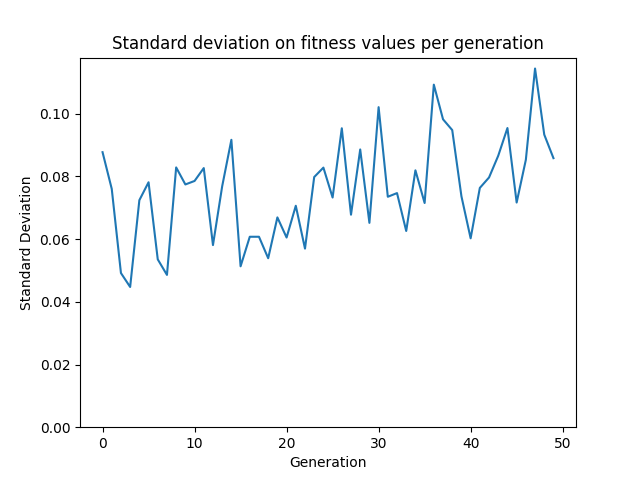 Standard deviation on fitness values per generation
0.10
0.08
0.06
0.04
0.02
0.00
Standard Deviation
0 10 20 30 40 50
Generation